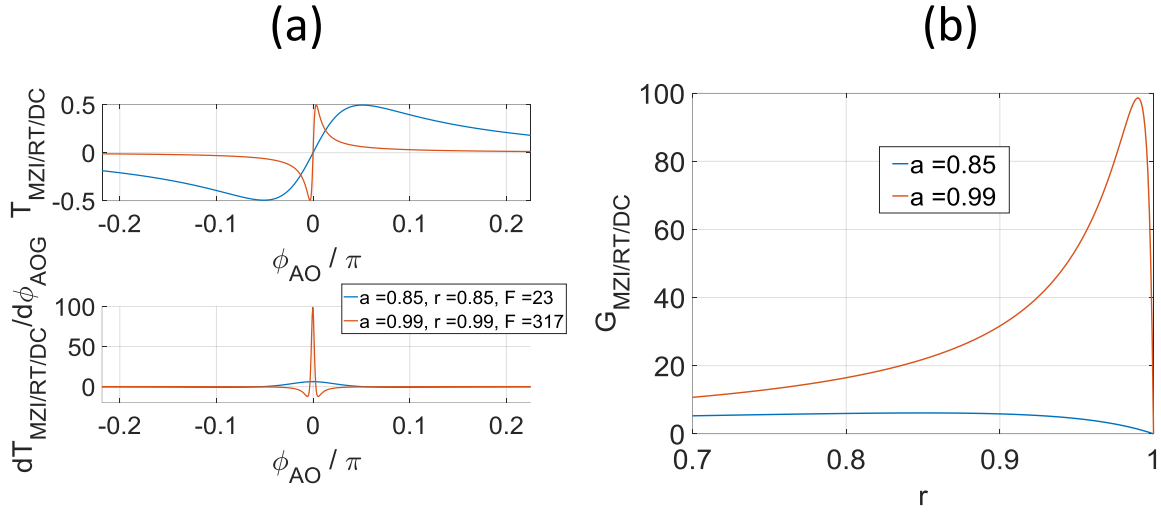 (a)
(b)
T_MZI/RT/DC
0.5
0
-0.5
-0.2
-0.1
0
0.1
0.2
ϕ_AO / π
dT_MZI/RT/DC/dϕ_AOG
100
50
0
a =0.85, r =0.85, F =23
a =0.99, r =0.99, F =317
-0.2
-0.1
0
0.1
0.2
ϕ_AO / π
G_MZI/RT/DC
100
80
60
40
20
0
a =0.85
a =0.99
0.7
0.8
0.9
1
r